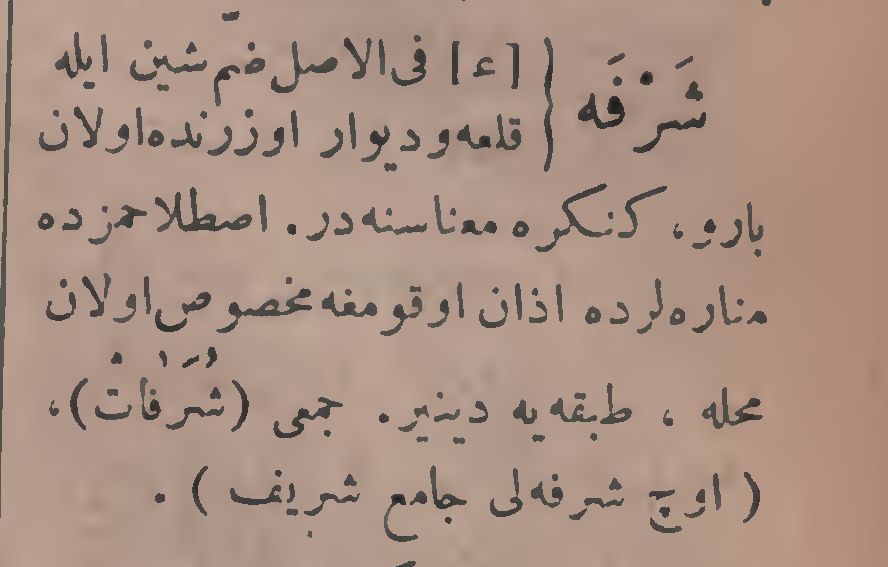 شَرْفَه { [ع] فى الاصل ضمّ شين ايله
قلعه و ديوار اوزرنده اولان
بارو، كنكره معناسنه در. اصطلاحمزده
مناره لرده اذان اوقومغه مخصوص اولان
محله ، طبقه يه دينير. جمعى (شُرَفاتْ)،
( اوچ شرفه لى جامع شريف ) .